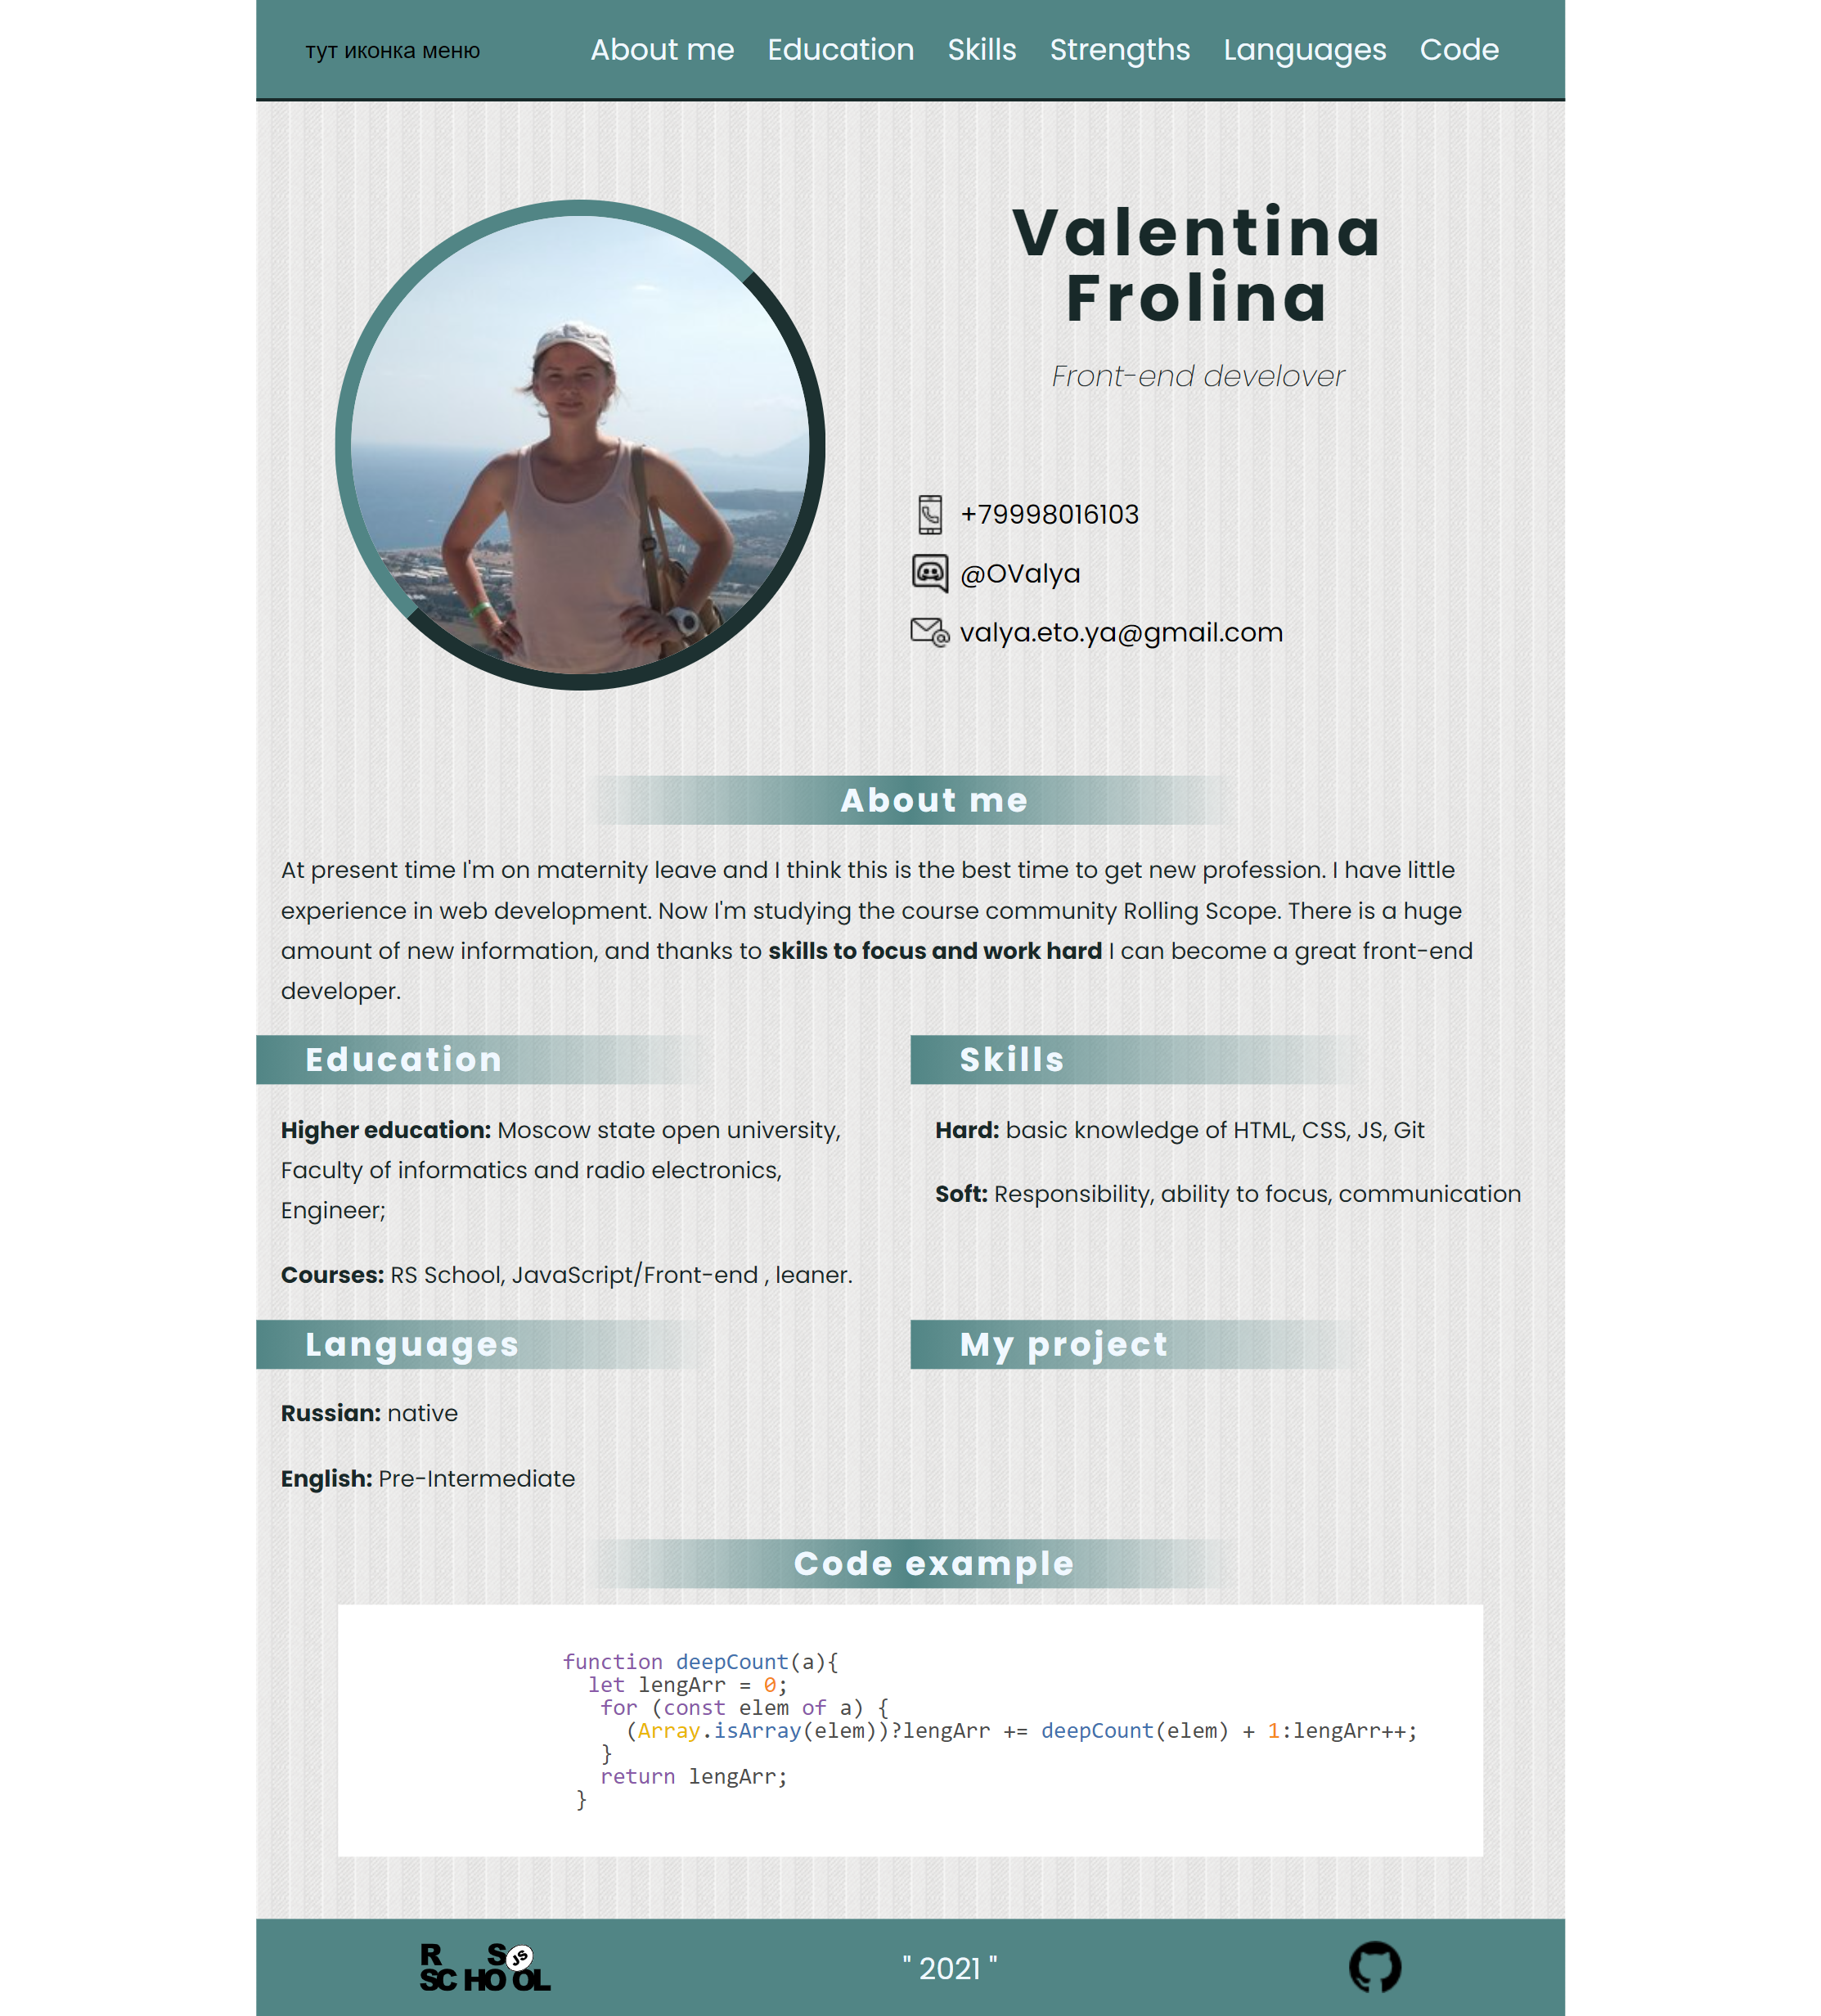 тут иконка меню
About me Education Skills Strengths Languages Code
Valentina
Frolina
Front-end develover
+79998016103
@OValya
valya.eto.ya@gmail.com
About me
At present time I'm on maternity leave and I think this is the best time to get new profession. I have little
experience in web development. Now I'm studying the course community Rolling Scope. There is a huge
amount of new information, and thanks to skills to focus and work hard I can become a great front-end
developer.
Education
Higher education: Moscow state open university,
Faculty of informatics and radio electronics,
Engineer;
Courses: RS School, JavaScript/Front-end , leaner.
Skills
Hard: basic knowledge of HTML, CSS, JS, Git
Soft: Responsibility, ability to focus, communication
Languages
Russian: native
English: Pre-Intermediate
My project
Code example
function deepCount(a){
let lengArr = 0;
for (const elem of a) {
(Array.isArray(elem))?lengArr += deepCount(elem) + 1:lengArr++;
}
return lengArr;
}
RS JS
SCHOOL
" 2021 "